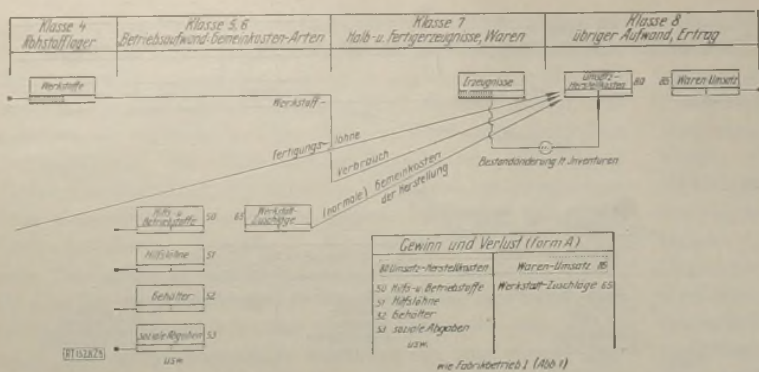 Klasse 4
Rohstofflager
Klasse 5,6
Betriebsaufwand: Gemeinkosten-Arten
Klasse 7
Halb- u. Fertigerzeugnisse, Waren
Klasse 8
übriger Aufwand, Ertrag
Werkstoffe
Erzeugnisse
Umsatz-
Herstellkosten
80
85
Waren-Umsatz
Werkstoff-
Fertigungs-
löhne
Verbrauch
Bestandänderung lt. Inventuren
(normale) Gemeinkosten
der Herstellung
Hilfs- u.
Betriebstoffe
50
65
Werkstatt-
Zuschläge
Hilfslöhne
51
Gehälter
52
soziale Abgaben
53
usw.
Gewinn und Verlust (Form A)
80 Umsatz-Herstellkosten
Waren-Umsatz 85
50 Hilfs- u. Betriebstoffe
Werkstatt-Zuschläge 65
51 Hilfslöhne
52 Gehälter
53 soziale Abgaben
usw.
wie Fabrikbetrieb I (Abb 1)